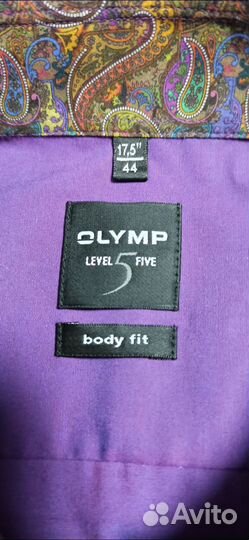 17,5"
44
OLYMP
LEVEL 5 FIVE
body fit
Avito